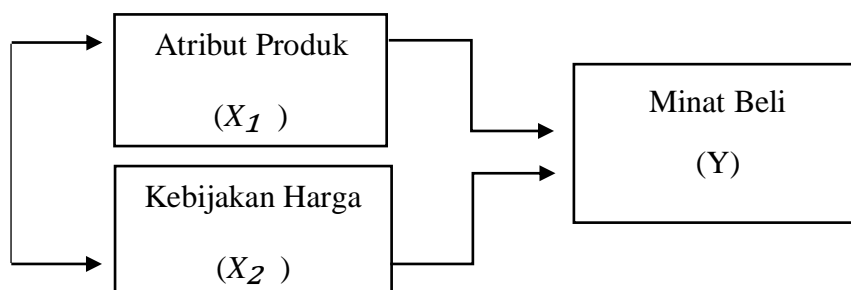 Atribut Produk
(X1 )
Minat Beli
(Y)
Kebijakan Harga
(X2 )